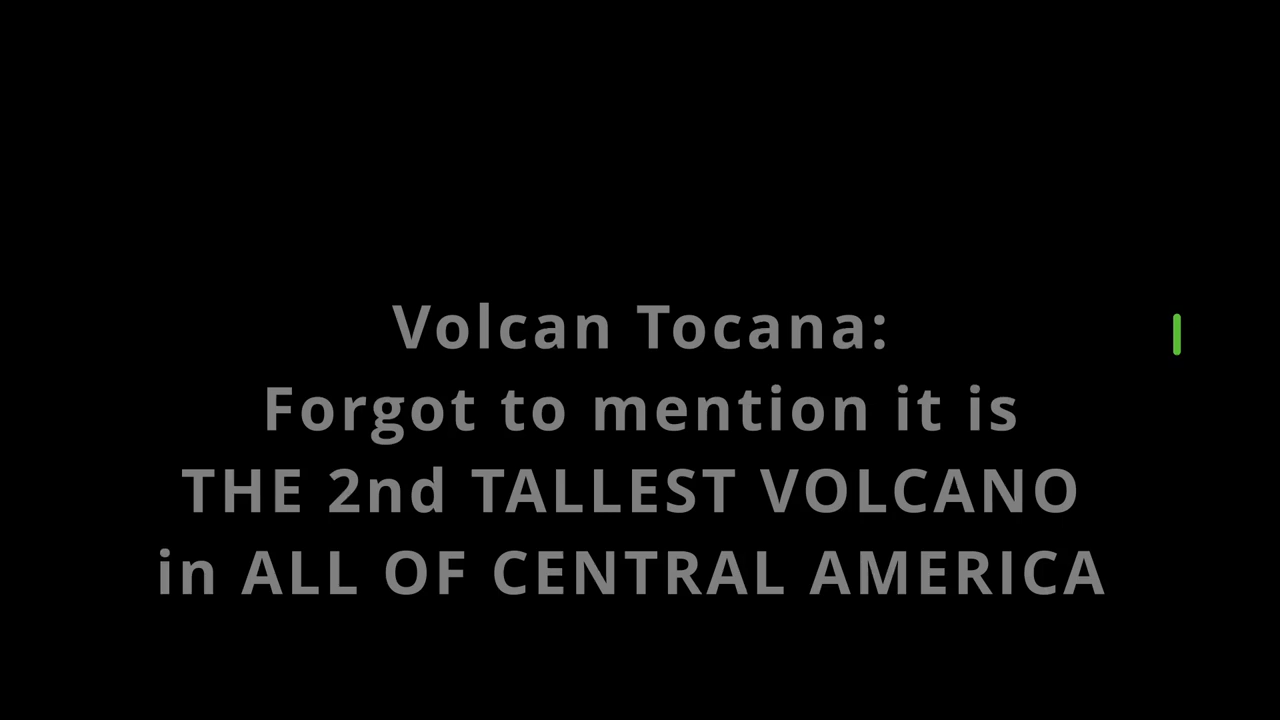 Volcan Tocana:
Forgot to mention it is
THE 2nd TALLEST VOLCANO
in ALL OF CENTRAL AMERICA